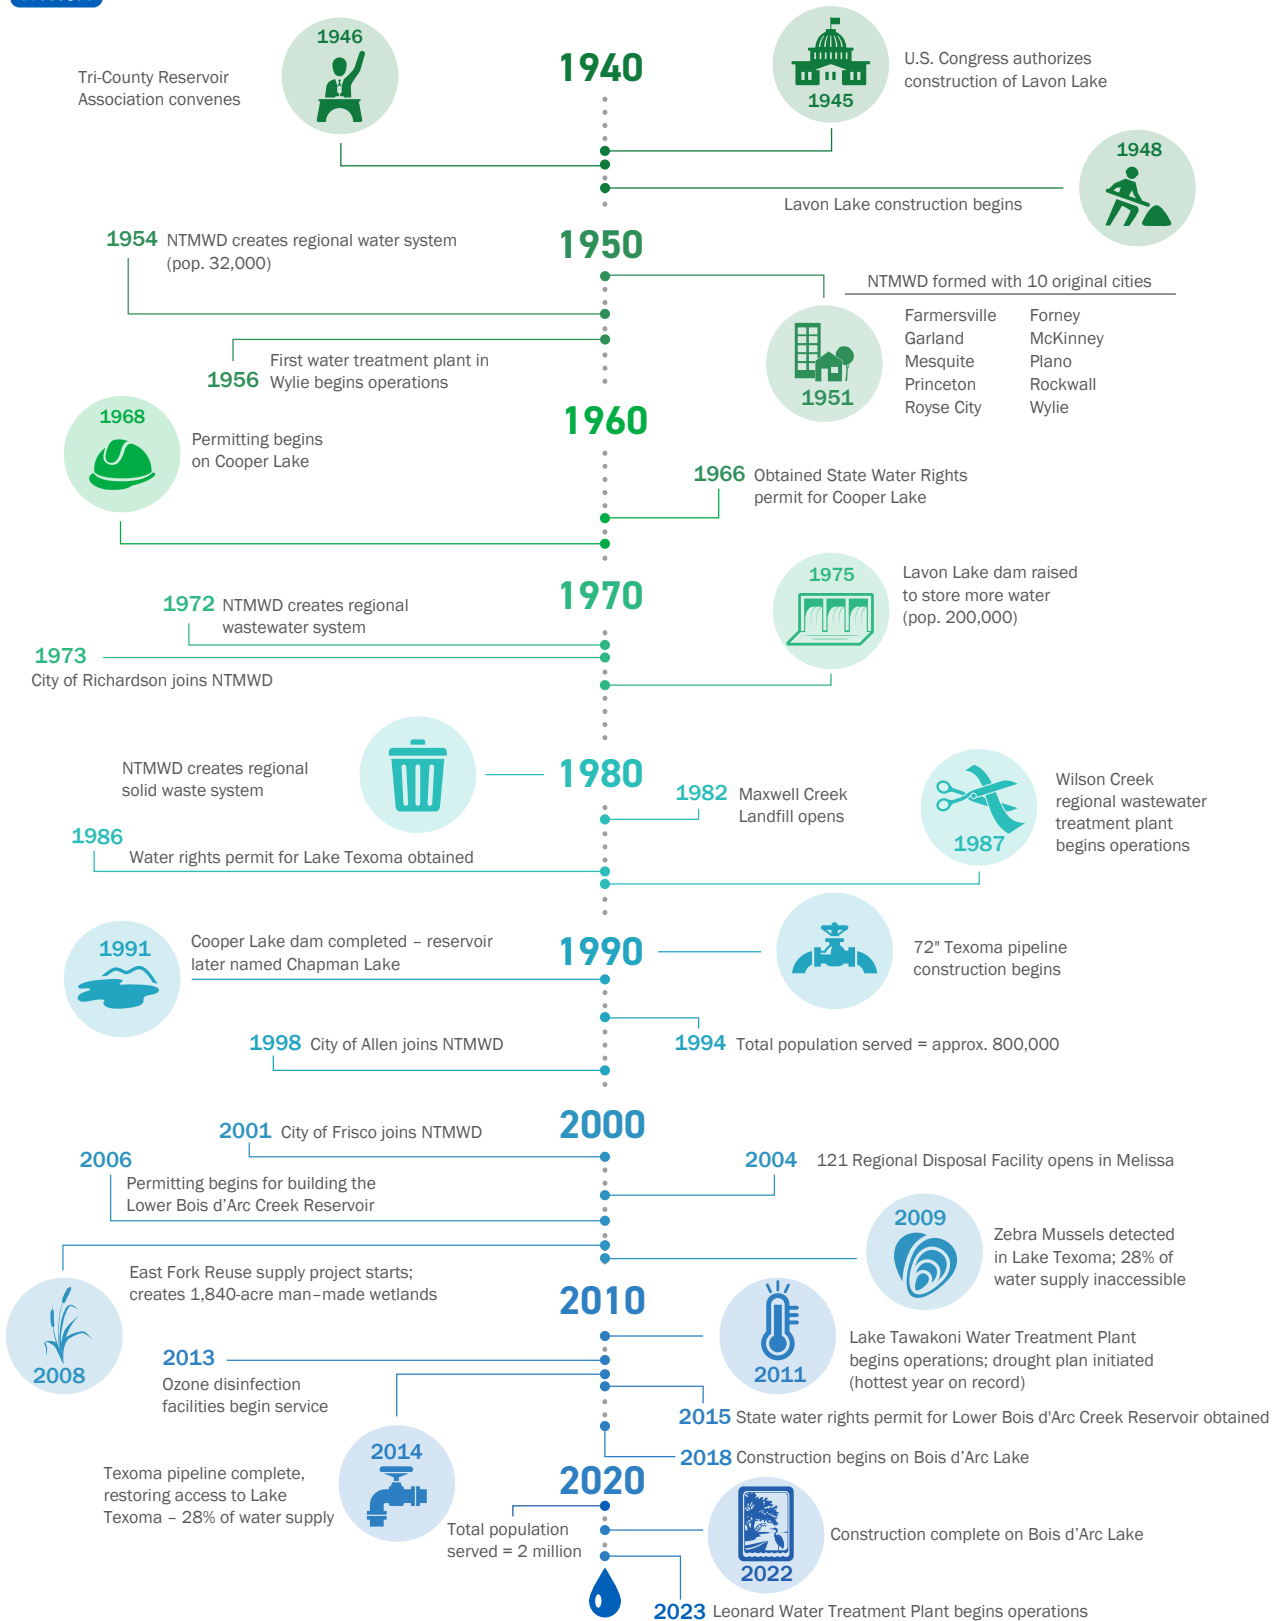 1946
Tri-County Reservoir
Association convenes
1940
1945
U.S. Congress authorizes
construction of Lavon Lake
1948
Lavon Lake construction begins
1954 NTMWD creates regional water system
(pop. 32,000)
1950
NTMWD formed with 10 original cities
Farmersville
Garland
Mesquite
Princeton
Royse City
Forney
McKinney
Plano
Rockwall
Wylie
1951
1956 First water treatment plant in
Wylie begins operations
1960
1968
Permitting begins
on Cooper Lake
1966 Obtained State Water Rights
permit for Cooper Lake
1970
1975
Lavon Lake dam raised
to store more water
(pop. 200,000)
1972 NTMWD creates regional
wastewater system
1973
City of Richardson joins NTMWD
NTMWD creates regional
solid waste system
1980
1982 Maxwell Creek
Landfill opens
1987
Wilson Creek
regional wastewater
treatment plant
begins operations
1986
Water rights permit for Lake Texoma obtained
1991
Cooper Lake dam completed – reservoir
later named Chapman Lake
1990
72" Texoma pipeline
construction begins
1998 City of Allen joins NTMWD
1994 Total population served = approx. 800,000
2000
2001 City of Frisco joins NTMWD
2006
Permitting begins for building the
Lower Bois d’Arc Creek Reservoir
2004 121 Regional Disposal Facility opens in Melissa
2009
Zebra Mussels detected
in Lake Texoma; 28% of
water supply inaccessible
East Fork Reuse supply project starts;
creates 1,840-acre man–made wetlands
2008
2010
2011
Lake Tawakoni Water Treatment Plant
begins operations; drought plan initiated
(hottest year on record)
2013
Ozone disinfection
facilities begin service
2015 State water rights permit for Lower Bois d'Arc Creek Reservoir obtained
2014
Texoma pipeline complete,
restoring access to Lake
Texoma – 28% of water supply
2018 Construction begins on Bois d’Arc Lake
2020
Total population
served = 2 million
Construction complete on Bois d’Arc Lake
2022
2023 Leonard Water Treatment Plant begins operations